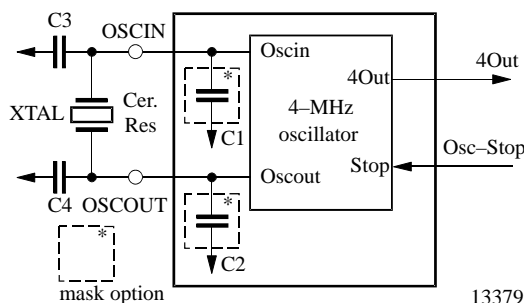 C3
OSCIN
Oscin
*
4Out
4Out
Cer.
Res
XTAL
C1
4–MHz
oscillator
Osc–Stop
Stop
Oscout
C4
OSCOUT
*
*
C2
mask option
13379